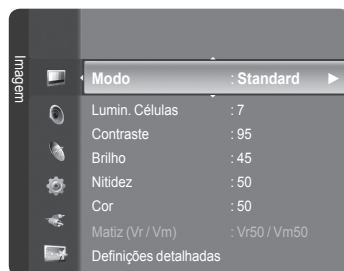 Imagem
Modo : Standard
Lumin. Células : 7
Contraste : 95
Brilho : 45
Nitidez : 50
Cor : 50
Matiz (Vr / Vm) : Vr50 / Vm50
Definições detalhadas